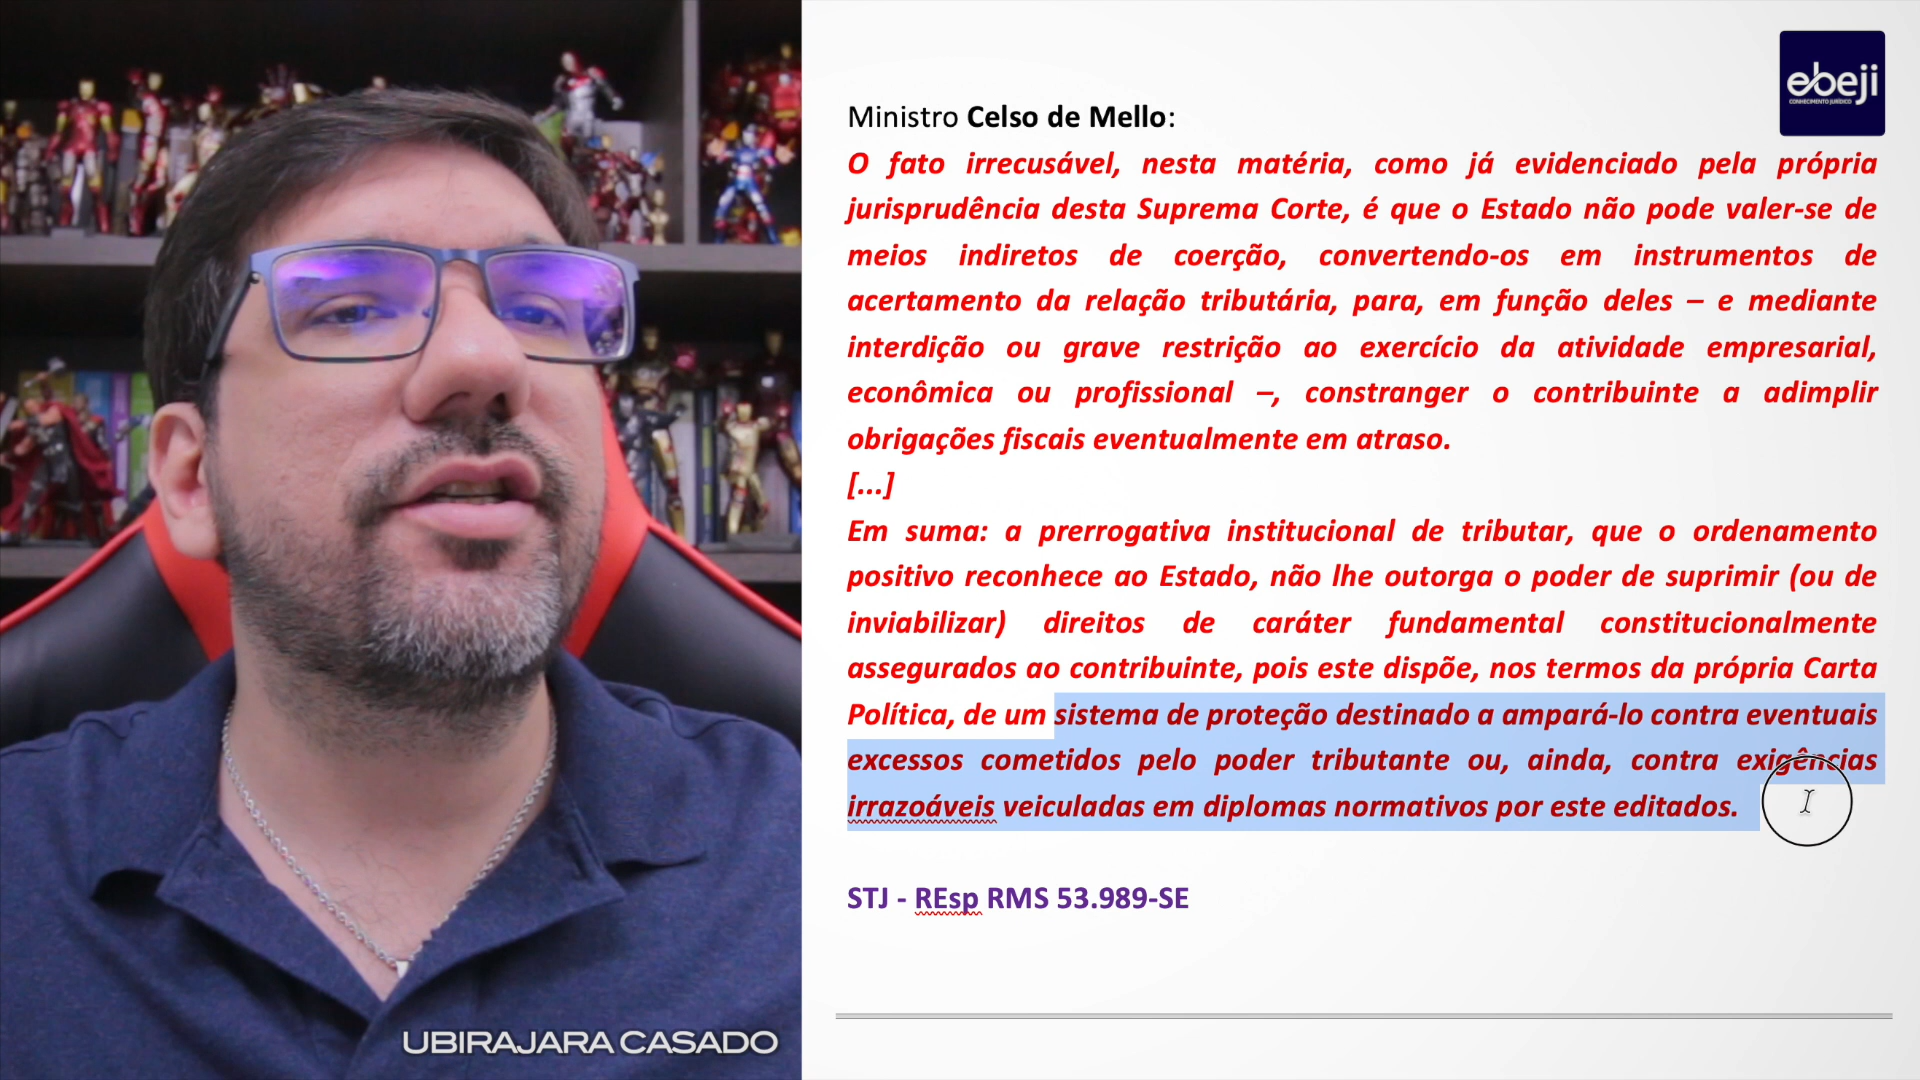 ebeji
CONHECIMENTO JURÍDICO
Ministro Celso de Mello:
O fato irrecusável, nesta matéria, como já evidenciado pela própria
jurisprudência desta Suprema Corte, é que o Estado não pode valer-se de
meios indiretos de coerção, convertendo-os em instrumentos de
acertamento da relação tributária, para, em função deles – e mediante
interdição ou grave restrição ao exercício da atividade empresarial,
econômica ou profissional –, constranger o contribuinte a adimplir
obrigações fiscais eventualmente em atraso.
[...]
Em suma: a prerrogativa institucional de tributar, que o ordenamento
positivo reconhece ao Estado, não lhe outorga o poder de suprimir (ou de
inviabilizar) direitos de caráter fundamental constitucionalmente
assegurados ao contribuinte, pois este dispõe, nos termos da própria Carta
Política, de um sistema de proteção destinado a ampará-lo contra eventuais
excessos cometidos pelo poder tributante ou, ainda, contra exigências
irrazoáveis veiculadas em diplomas normativos por este editados.
STJ - REsp RMS 53.989-SE
UBIRAJARA CASADO